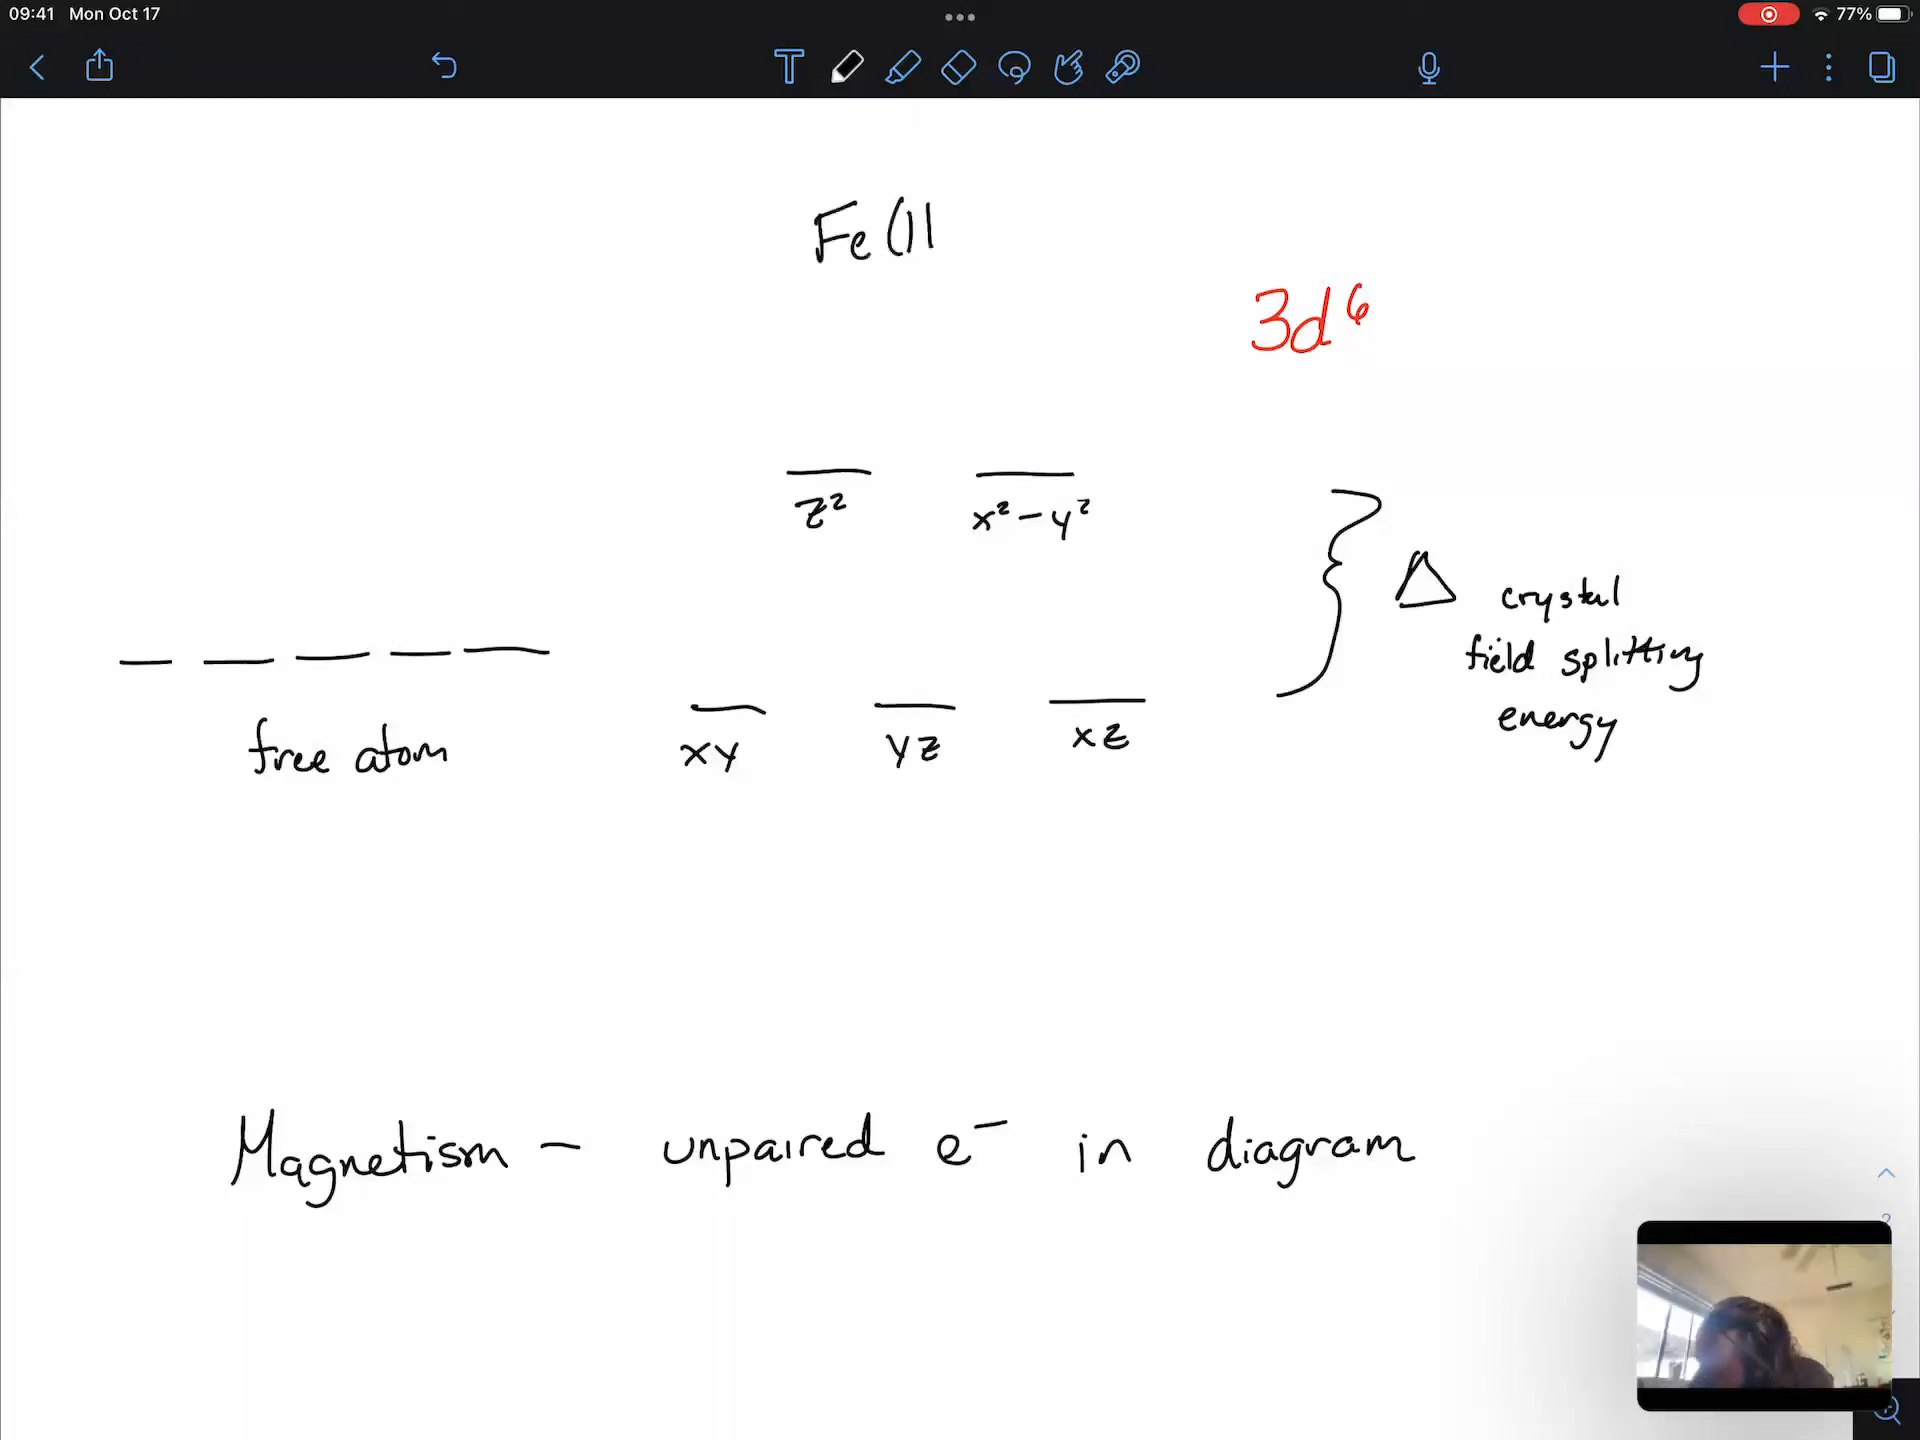 09:41 Mon Oct 17
77%
T
Fe(II
3d⁶
z² x²-y²
Δ crystal
field splitting
energy
free atom
xy yz xz
Magnetism - unpaired e⁻ in diagram
2